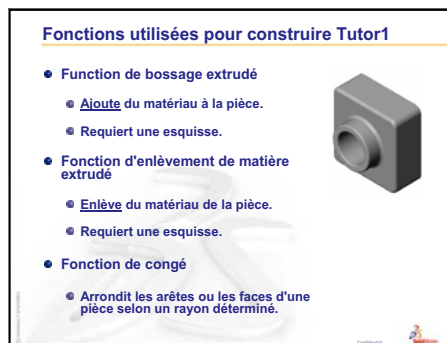 Fonctions utilisées pour construire Tutor1
Function de bossage extrudé
Ajoute du matériau à la pièce.
Requiert une esquisse.
Fonction d'enlèvement de matière
extrudé
Enlève du matériau de la pièce.
Requiert une esquisse.
Fonction de congé
Arrondit les arêtes ou les faces d'une
pièce selon un rayon déterminé.
Confidential
SolidWorks